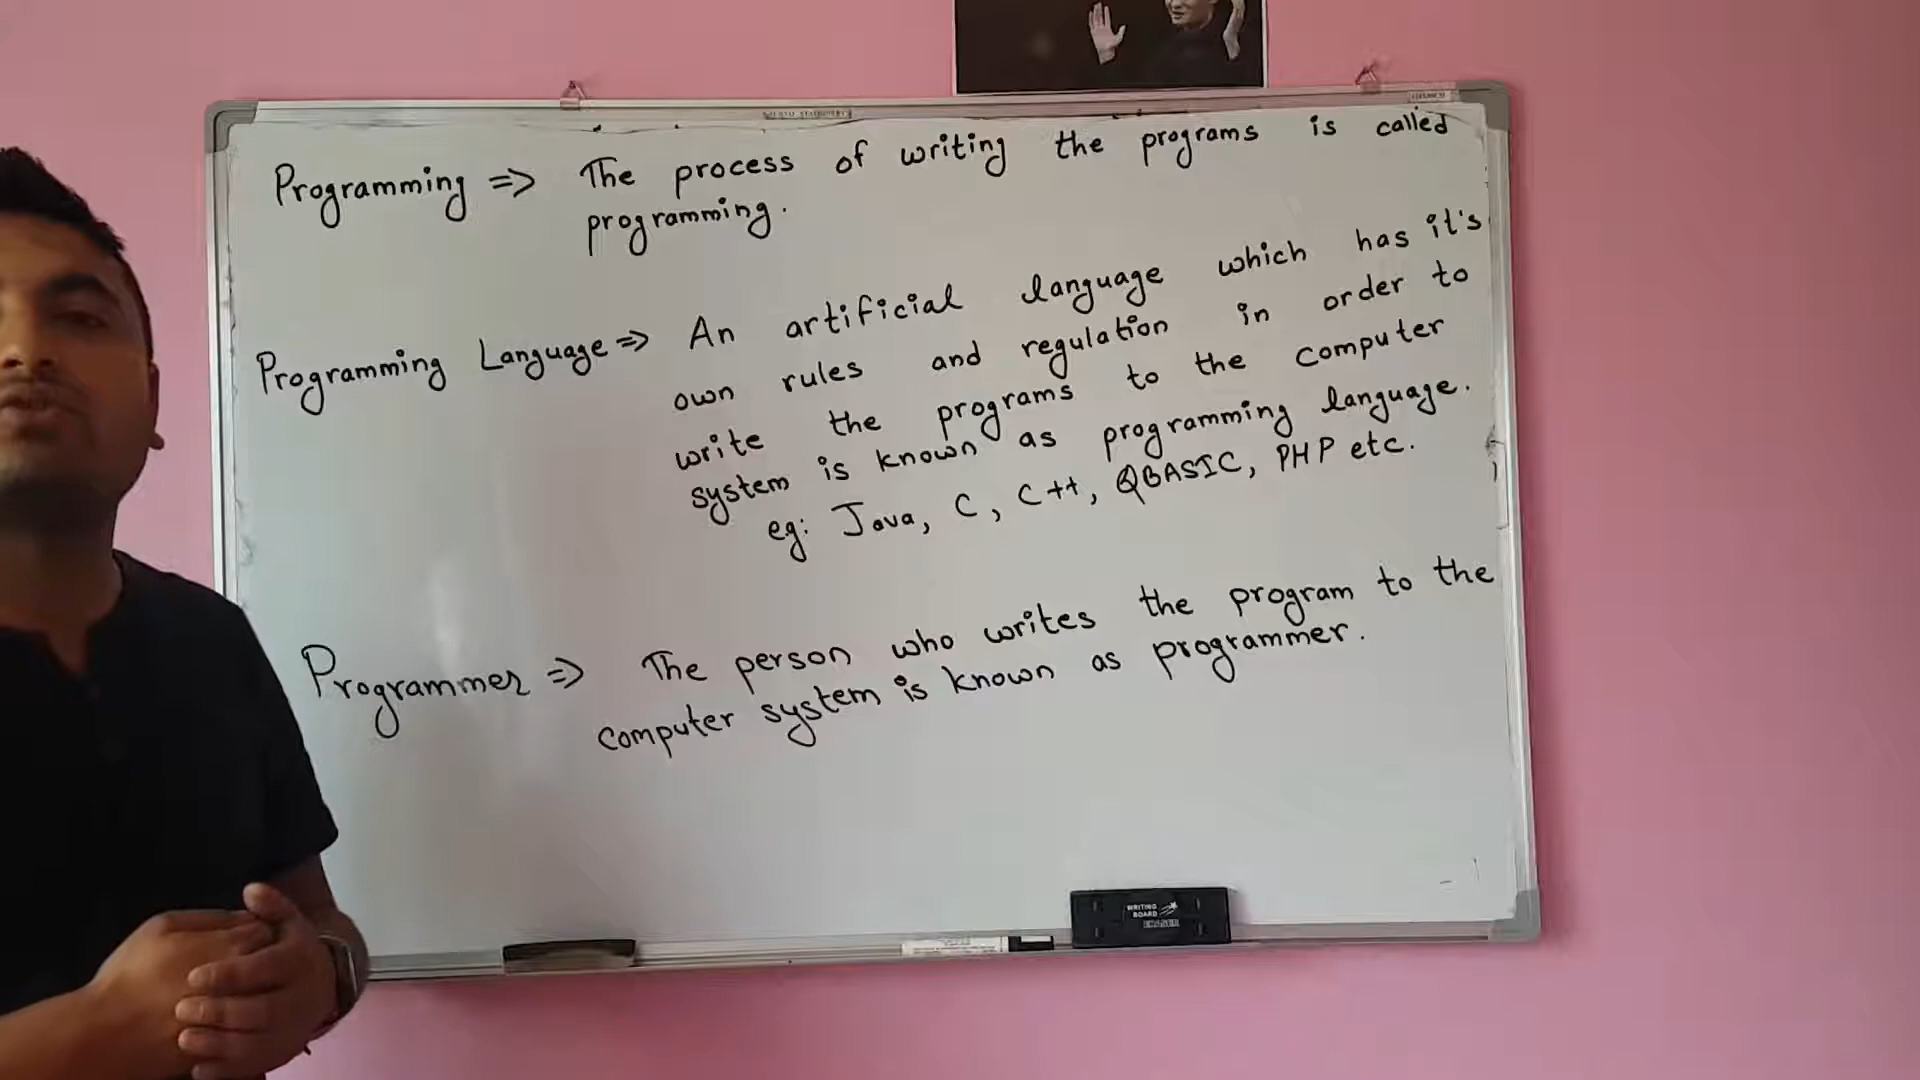 Programming => The process of writing the programs is called
programming.
Programming Language => An artificial language which has it's
own rules and regulation in order to
write the programs to the computer
system is known as programming language.
eg: Java, C, C++, QBASIC, PHP etc.
Programmer => The person who writes the program to the
computer system is known as programmer.
WRITING
BOARD
ERASER